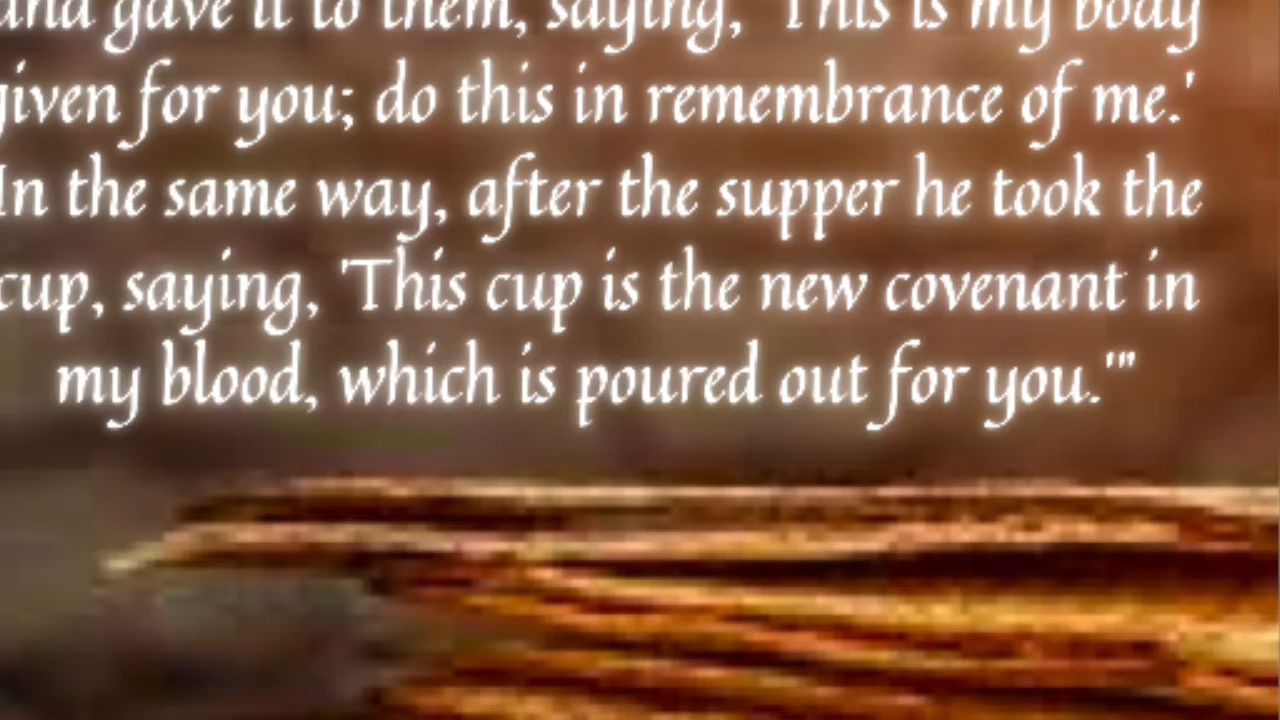 and gave it to them, saying, 'This is my body
given for you; do this in remembrance of me.'
In the same way, after the supper he took the
cup, saying, 'This cup is the new covenant in
my blood, which is poured out for you.'"